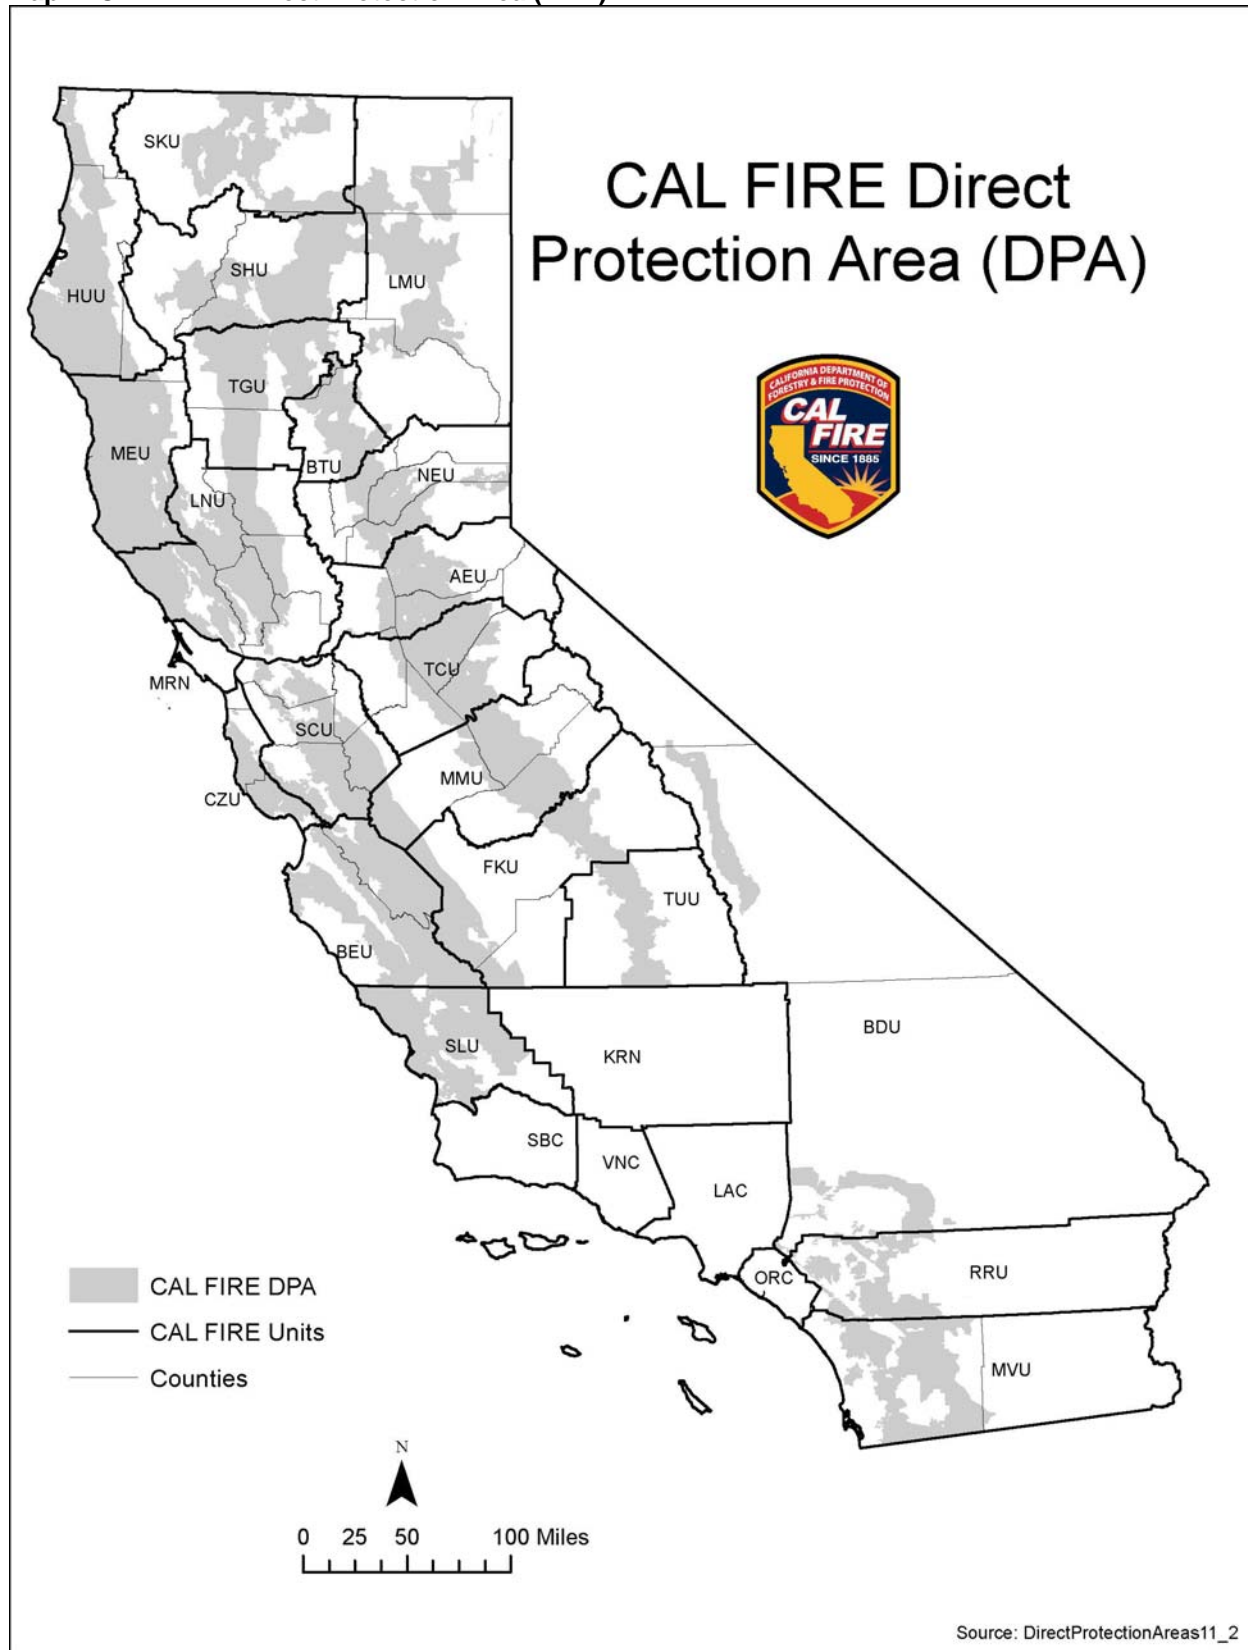 CAL FIRE Direct
Protection Area (DPA)
CALIFORNIA DEPARTMENT OF
FORESTRY & FIRE PROTECTION
CAL
FIRE
SINCE 1885
SKU
SHU
LMU
HUU
TGU
MEU
BTU
NEU
LNU
AEU
TCU
MRN
SCU
MMU
CZU
FKU
TUU
BEU
BDU
SLU
KRN
SBC
VNC
LAC
ORC
RRU
MVU
CAL FIRE DPA
CAL FIRE Units
Counties
N
0 25 50 100 Miles
Source: DirectProtectionAreas11_2